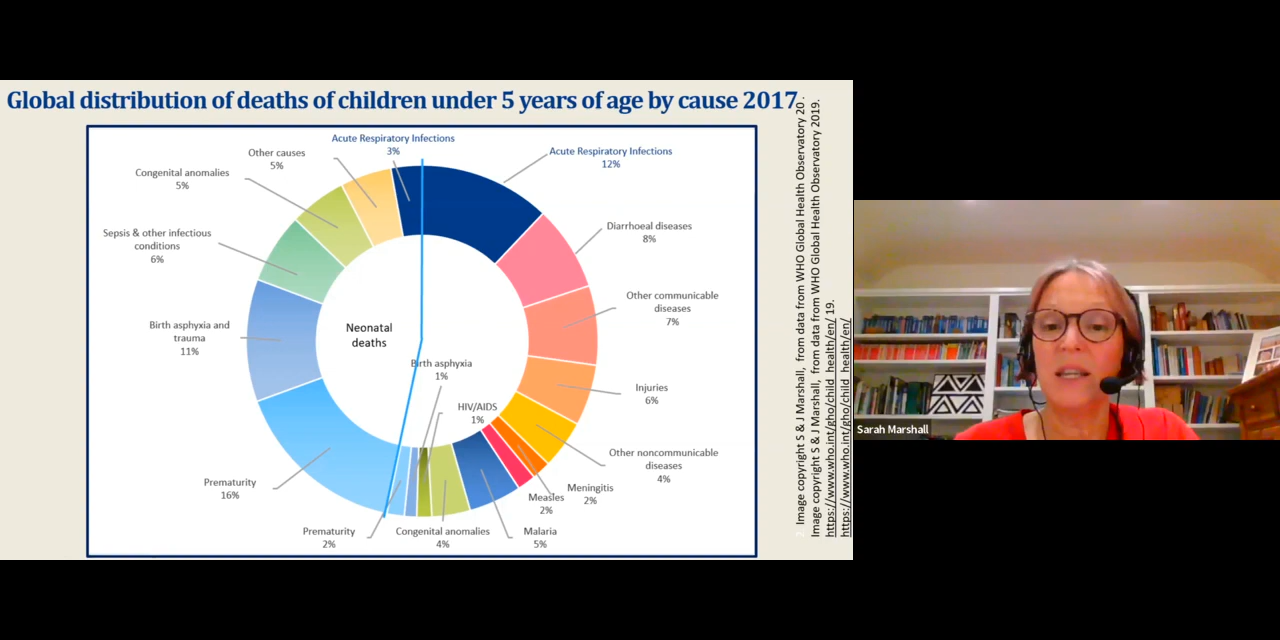 Global distribution of deaths of children under 5 years of age by cause 2017.
Acute Respiratory Infections
3%
Acute Respiratory Infections
12%
Other causes
5%
Congenital anomalies
5%
Diarrhoeal diseases
8%
Sepsis & other infectious
conditions
6%
Other communicable
diseases
7%
Birth asphyxia and
trauma
11%
Neonatal
deaths
Birth asphyxia
1%
HIV/AIDS
1%
Injuries
6%
Other noncommunicable
diseases
4%
Prematurity
16%
Meningitis
2%
Measles
2%
Prematurity
2%
Congenital anomalies
4%
Malaria
5%
Image copyright S & J Marshall, from data from WHO Global Health Observatory 20 .
Image copyright S & J Marshall, from data from WHO Global Health Observatory 2019.
https://www.who.int/gho/child_health/en/ 19.
https://www.who.int/gho/child_health/en/
Sarah Marshall